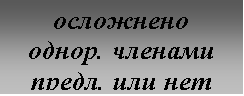 осложнено
однор. членами
предл. или нет